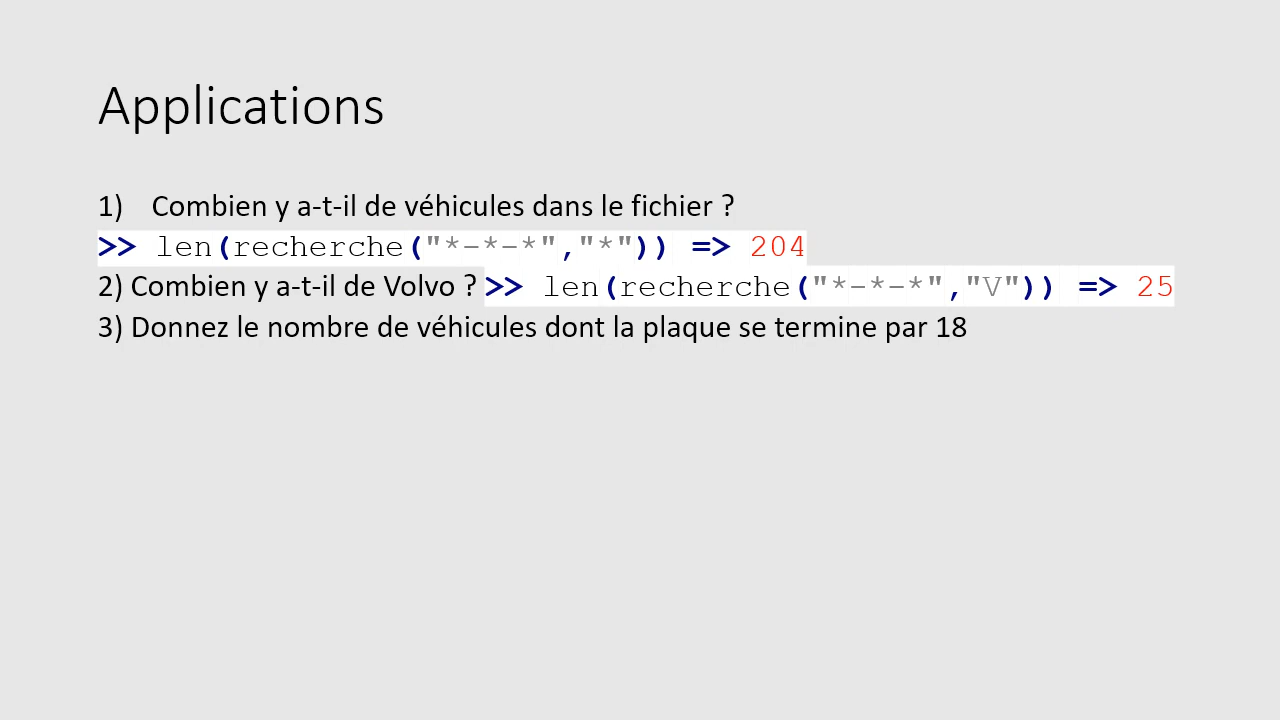 Applications
1) Combien y a-t-il de véhicules dans le fichier ?
>> len(recherche("*-*-*","*")) => 204
2) Combien y a-t-il de Volvo ? >> len(recherche("*-*-*","V")) => 25
3) Donnez le nombre de véhicules dont la plaque se termine par 18